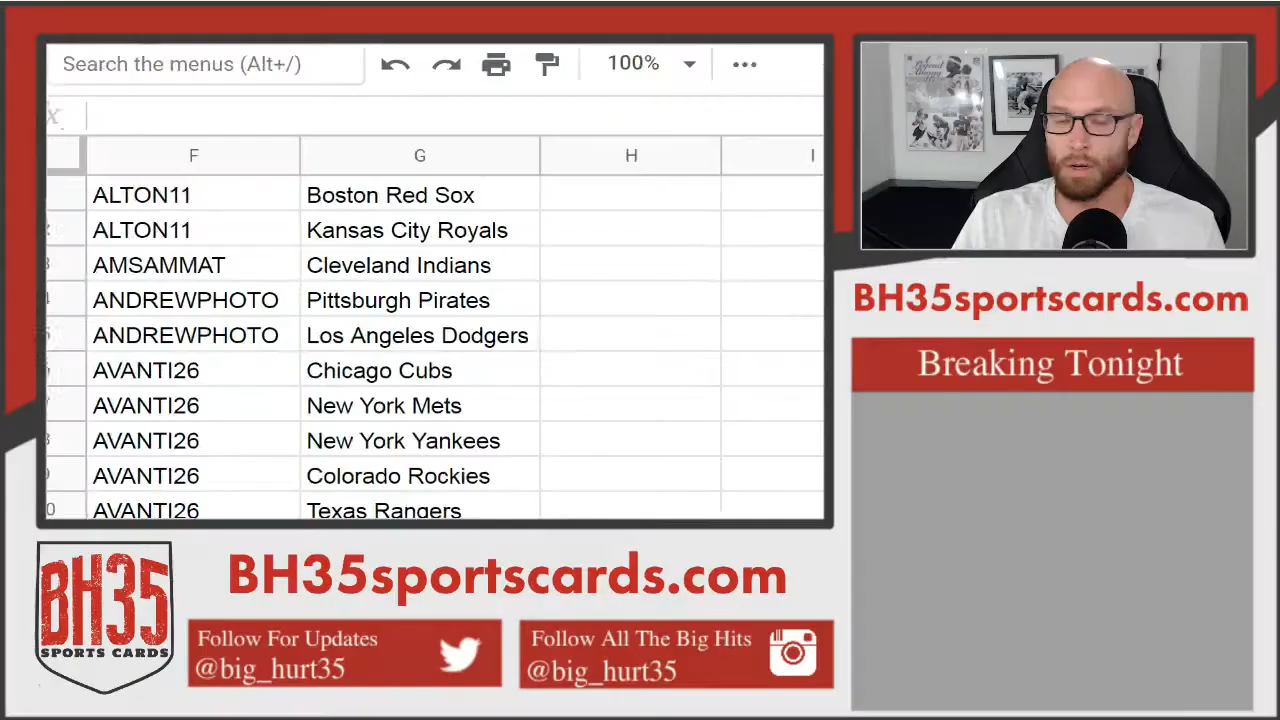 Search the menus (Alt+/)
100%
F G H I
ALTON11 Boston Red Sox
ALTON11 Kansas City Royals
AMSAMMAT Cleveland Indians
ANDREWPHOTO Pittsburgh Pirates
ANDREWPHOTO Los Angeles Dodgers
AVANTI26 Chicago Cubs
AVANTI26 New York Mets
AVANTI26 New York Yankees
AVANTI26 Colorado Rockies
AVANTI26 Texas Rangers
BH35sportscards.com
Breaking Tonight
BH35
SPORTS CARDS
BH35sportscards.com
Follow For Updates
@big_hurt35
Follow All The Big Hits
@big_hurt35